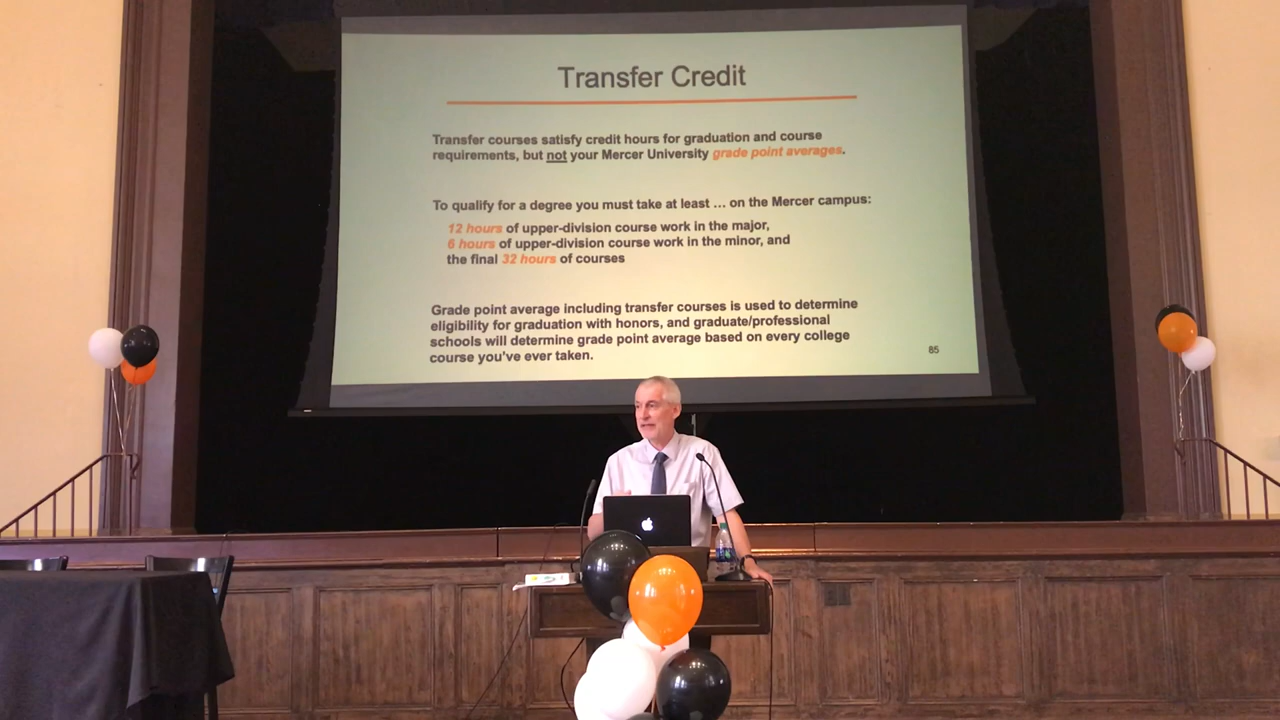 Transfer Credit
Transfer courses satisfy credit hours for graduation and course
requirements, but not your Mercer University grade point averages.
To qualify for a degree you must take at least ... on the Mercer campus:
12 hours of upper-division course work in the major,
6 hours of upper-division course work in the minor, and
the final 32 hours of courses
Grade point average including transfer courses is used to determine
eligibility for graduation with honors, and graduate/professional
schools will determine grade point average based on every college
course you've ever taken.
85